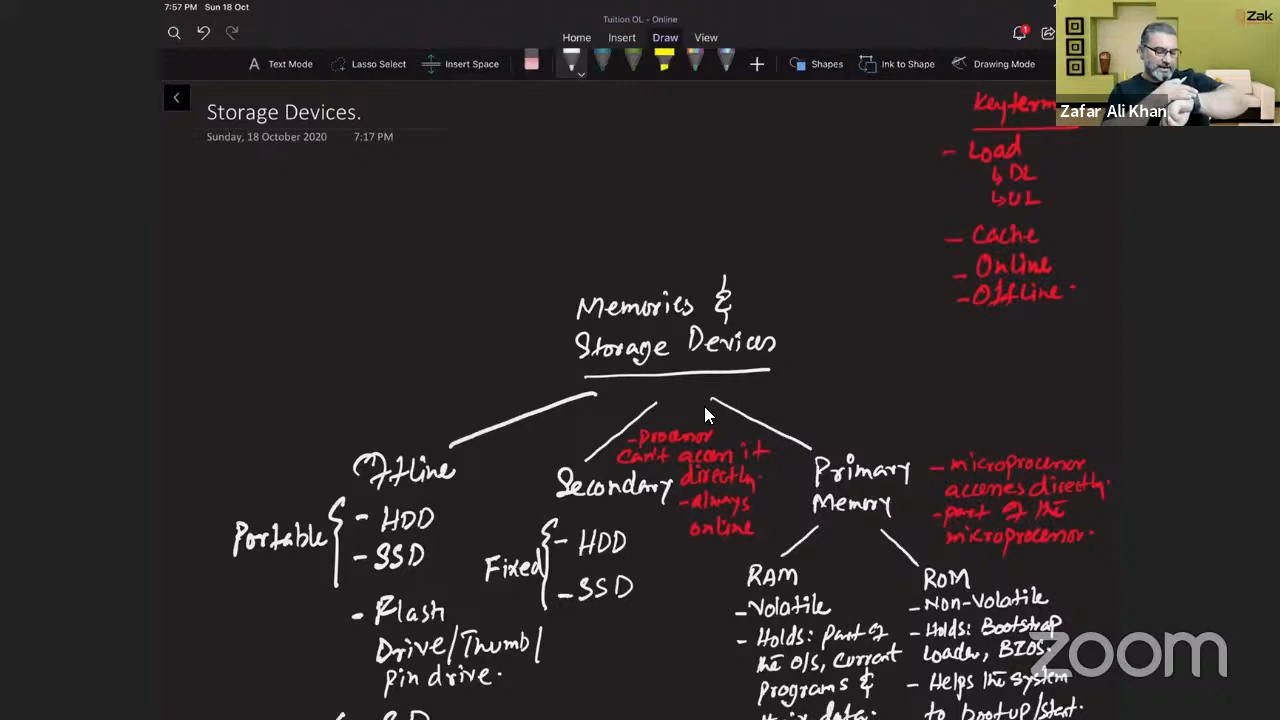 7:57 PM Sun 18 Oct
Tuition OL - Online
Home Insert Draw View
Text Mode Lasso Select Insert Space Shapes Ink to Shape Drawing Mode
Zak
Zafar Ali Khan
Storage Devices.
Sunday, 18 October 2020 7:17 PM
Keyterm
- Load
↳ DL
↳ UL
- Cache
- Online
- Offline
Memories &
Storage Devices
Offline
Portable
- HDD
- SSD
- Flash
Drive/Thumb/
pin drive.
Secondary
- processor
can't access it
directly.
- always
online
Fixed
- HDD
- SSD
Primary
Memory
- microprocessor
accesses directly.
- part of the
microprocessor.
RAM
- Volatile
- Holds: part of
the O/S, current
programs &
their data.
ROM
- Non-Volatile
- Holds: Bootstrap
Loader, BIOS.
- Helps the system
to bootup/start.
zoom